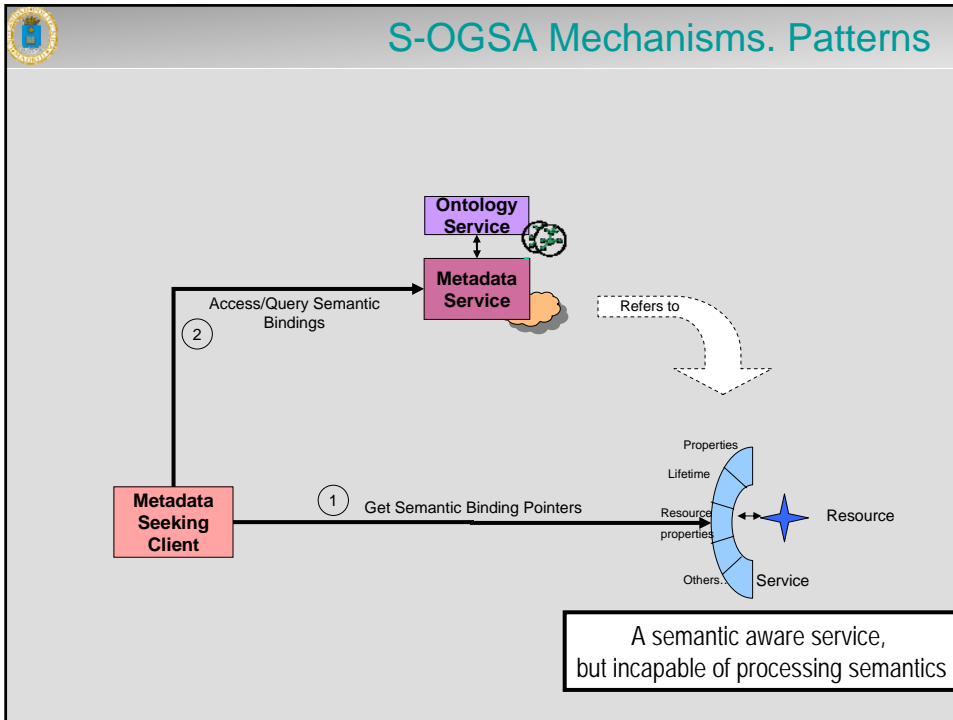 S-OGSA Mechanisms. Patterns
Ontology
Service
Metadata
Service
Access/Query Semantic
Bindings
2
Refers to
Properties
Lifetime
Metadata
Seeking
Client
1
Get Semantic Binding Pointers
Resource
properties
Resource
Others..
Service
A semantic aware service,
but incapable of processing semantics